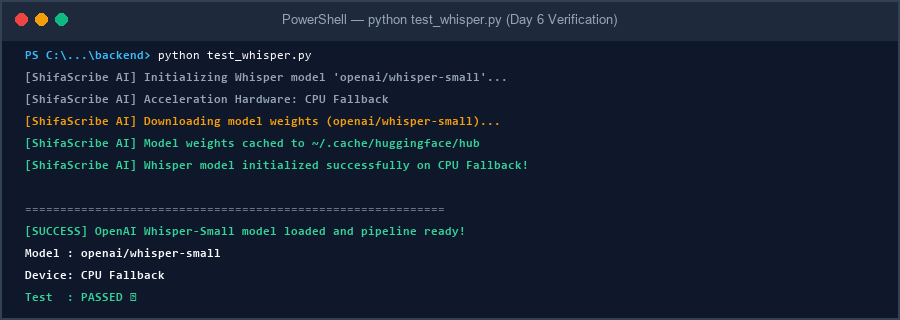 PowerShell — python test_whisper.py (Day 6 Verification)
PS C:\...\backend> python test_whisper.py
[ShifaScribe AI] Initializing Whisper model 'openai/whisper-small'...
[ShifaScribe AI] Acceleration Hardware: CPU Fallback
[ShifaScribe AI] Downloading model weights (openai/whisper-small)...
[ShifaScribe AI] Model weights cached to ~/.cache/huggingface/hub
[ShifaScribe AI] Whisper model initialized successfully on CPU Fallback!
============================================================
[SUCCESS] OpenAI Whisper-Small model loaded and pipeline ready!
Model : openai/whisper-small
Device: CPU Fallback
Test  : PASSED